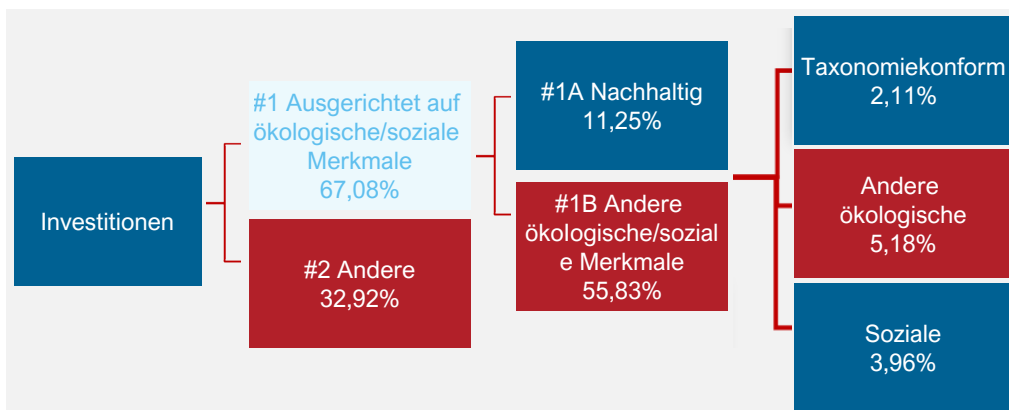 Investitionen
#1 Ausgerichtet auf
ökologische/soziale
Merkmale
67,08%
#2 Andere
32,92%
#1A Nachhaltig
11,25%
#1B Andere
ökologische/sozial
e Merkmale
55,83%
Taxonomiekonform
2,11%
Andere
ökologische
5,18%
Soziale
3,96%